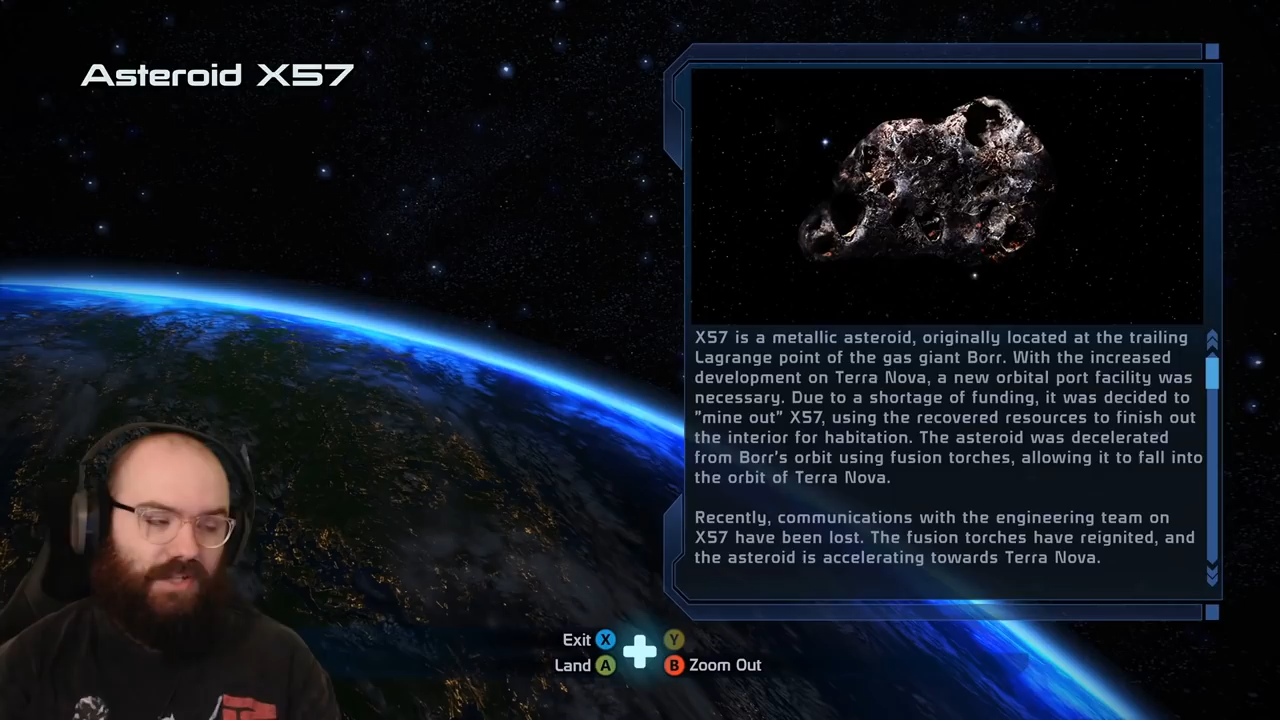 Asteroid X57
X57 is a metallic asteroid, originally located at the trailing
Lagrange point of the gas giant Borr. With the increased
development on Terra Nova, a new orbital port facility was
necessary. Due to a shortage of funding, it was decided to
"mine out" X57, using the recovered resources to finish out
the interior for habitation. The asteroid was decelerated
from Borr's orbit using fusion torches, allowing it to fall into
the orbit of Terra Nova.
Recently, communications with the engineering team on
X57 have been lost. The fusion torches have reignited, and
the asteroid is accelerating towards Terra Nova.
Exit X Y
Land A B Zoom Out